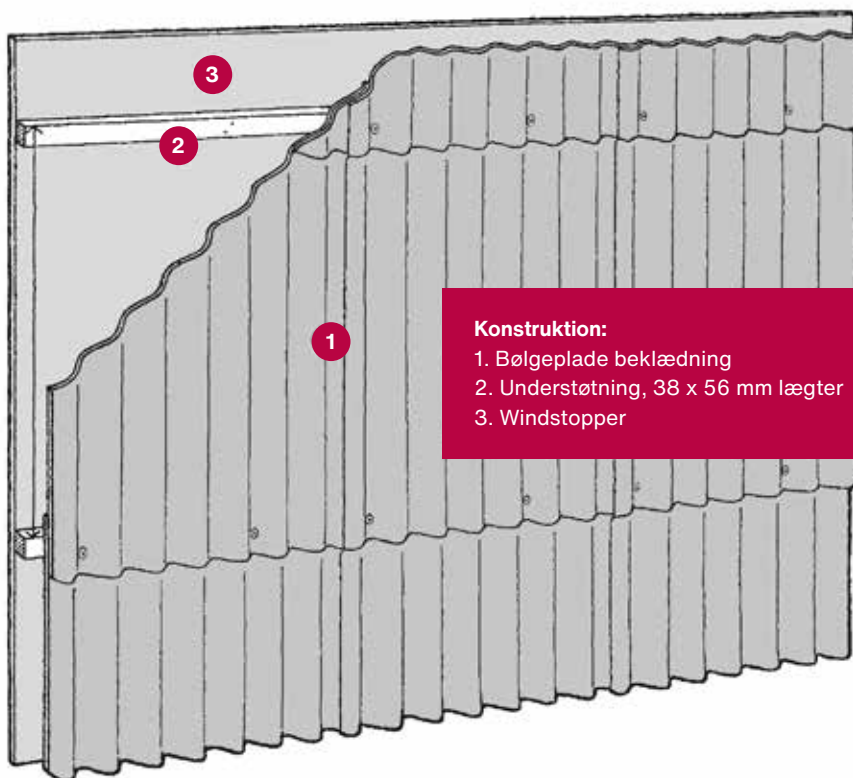 3
2
1
Konstruktion:
1. Bølgeplade beklædning
2. Understøtning, 38 x 56 mm lægter
3. Windstopper